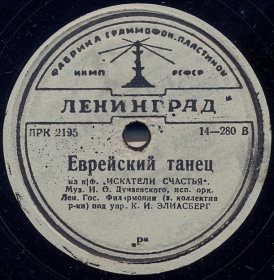 ФАБРИКА ГРАММОФОН. ПЛАСТИНОК
НКМП РСФСР
ЛЕНИНГРАД
ПРК 2195 14—280 В
Еврейский танец
из к/ф. „ИСКАТЕЛИ СЧАСТЬЯ".
Муз. И. О. Дунаевского, исп. орк.
Лен. Гос. Филармонии (в. коллектив
р-ки) под упр. К. И. ЭЛИАСБЕРГ
„Р"